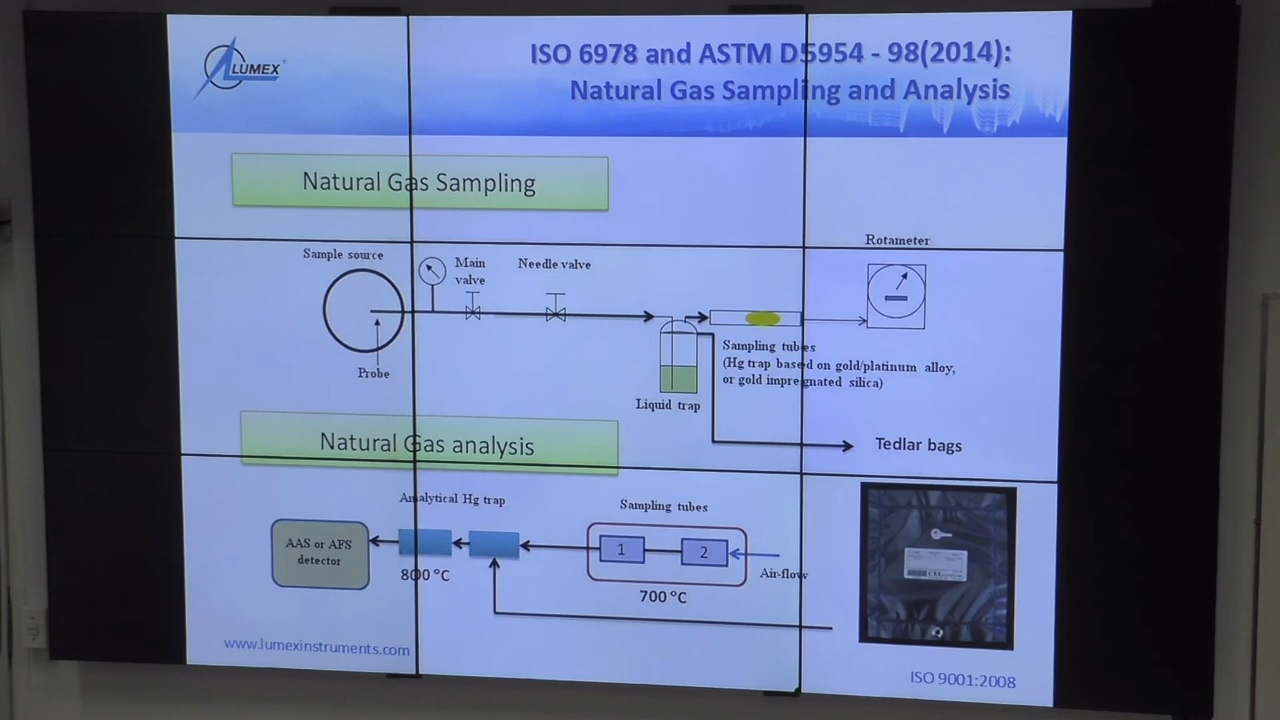 LUMEX
ISO 6978 and ASTM D5954 - 98(2014):
Natural Gas Sampling and Analysis
Natural Gas Sampling
Sample source
Main
valve
Needle valve
Rotameter
Probe
Liquid trap
Sampling tubes
(Hg trap based on gold/platinum alloy,
or gold impregnated silica)
Tedlar bags
Natural Gas analysis
Analytical Hg trap
Sampling tubes
AAS or AFS
detector
1
2
Air-flow
800 °C
700 °C
www.lumexinstruments.com
ISO 9001:2008